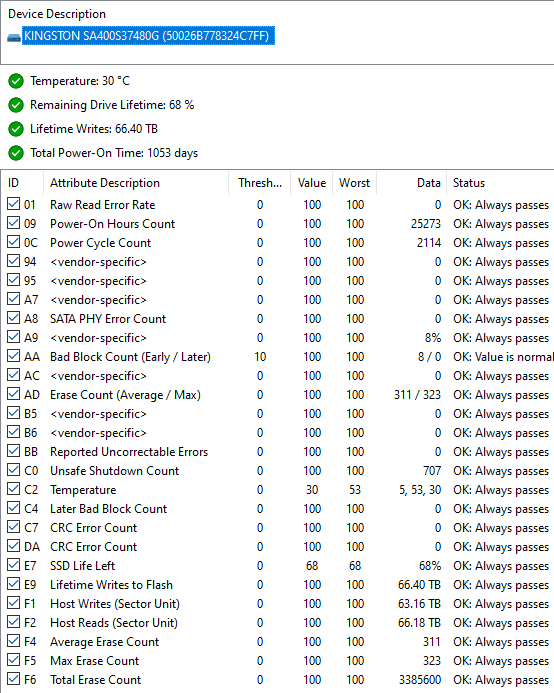 Device Description
KINGSTON SA400S37480G (50026B778324C7FF)
Temperature: 30 °C
Remaining Drive Lifetime: 68 %
Lifetime Writes: 66.40 TB
Total Power-On Time: 1053 days
ID Attribute Description Thresh... Value Worst Data Status
01 Raw Read Error Rate 0 100 100 0 OK: Always passes
09 Power-On Hours Count 0 100 100 25273 OK: Always passes
0C Power Cycle Count 0 100 100 2114 OK: Always passes
94 <vendor-specific> 0 100 100 0 OK: Always passes
95 <vendor-specific> 0 100 100 0 OK: Always passes
A7 <vendor-specific> 0 100 100 0 OK: Always passes
A8 SATA PHY Error Count 0 100 100 0 OK: Always passes
A9 <vendor-specific> 0 100 100 8% OK: Always passes
AA Bad Block Count (Early / Later) 10 100 100 8 / 0 OK: Value is normal
AC <vendor-specific> 0 100 100 0 OK: Always passes
AD Erase Count (Average / Max) 0 100 100 311 / 323 OK: Always passes
B5 <vendor-specific> 0 100 100 0 OK: Always passes
B6 <vendor-specific> 0 100 100 0 OK: Always passes
BB Reported Uncorrectable Errors 0 100 100 0 OK: Always passes
C0 Unsafe Shutdown Count 0 100 100 707 OK: Always passes
C2 Temperature 0 30 53 5, 53, 30 OK: Always passes
C4 Later Bad Block Count 0 100 100 0 OK: Always passes
C7 CRC Error Count 0 100 100 0 OK: Always passes
DA CRC Error Count 0 100 100 0 OK: Always passes
E7 SSD Life Left 0 68 68 68% OK: Always passes
E9 Lifetime Writes to Flash 0 100 100 66.40 TB OK: Always passes
F1 Host Writes (Sector Unit) 0 100 100 63.16 TB OK: Always passes
F2 Host Reads (Sector Unit) 0 100 100 66.18 TB OK: Always passes
F4 Average Erase Count 0 100 100 311 OK: Always passes
F5 Max Erase Count 0 100 100 323 OK: Always passes
F6 Total Erase Count 0 100 100 3385600 OK: Always passes